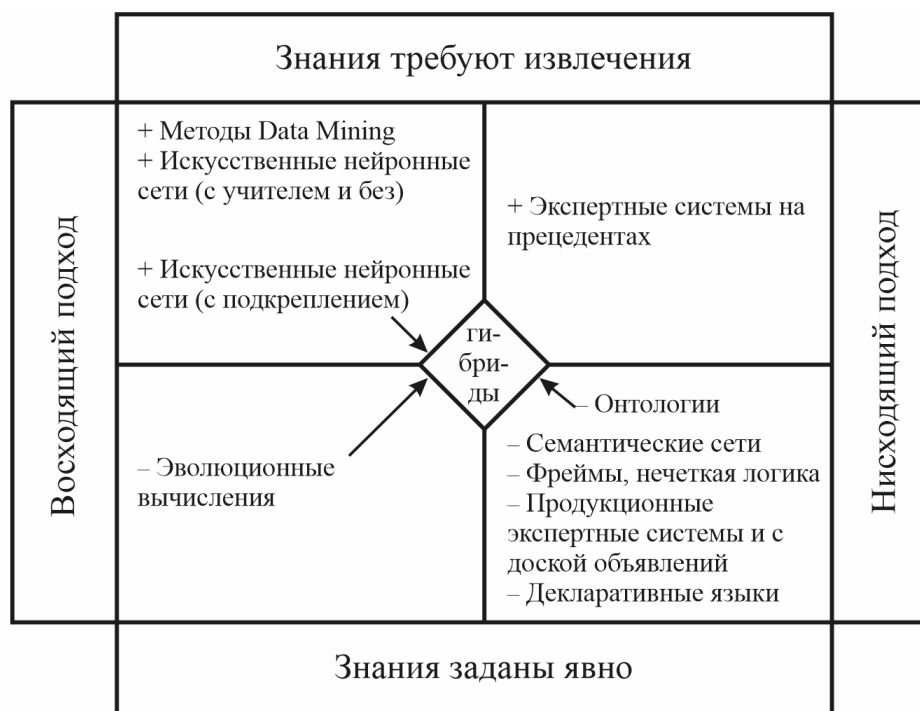 Знания требуют извлечения
Восходящий подход
+ Методы Data Mining
+ Искусственные нейронные
сети (с учителем и без)
+ Искусственные нейронные
сети (с подкреплением)
+ Экспертные системы на
прецедентах
ги-
бри-
ды
– Эволюционные
вычисления
– Онтологии
– Семантические сети
– Фреймы, нечеткая логика
– Продукционные
экспертные системы и с
доской объявлений
– Декларативные языки
Нисходящий подход
Знания заданы явно